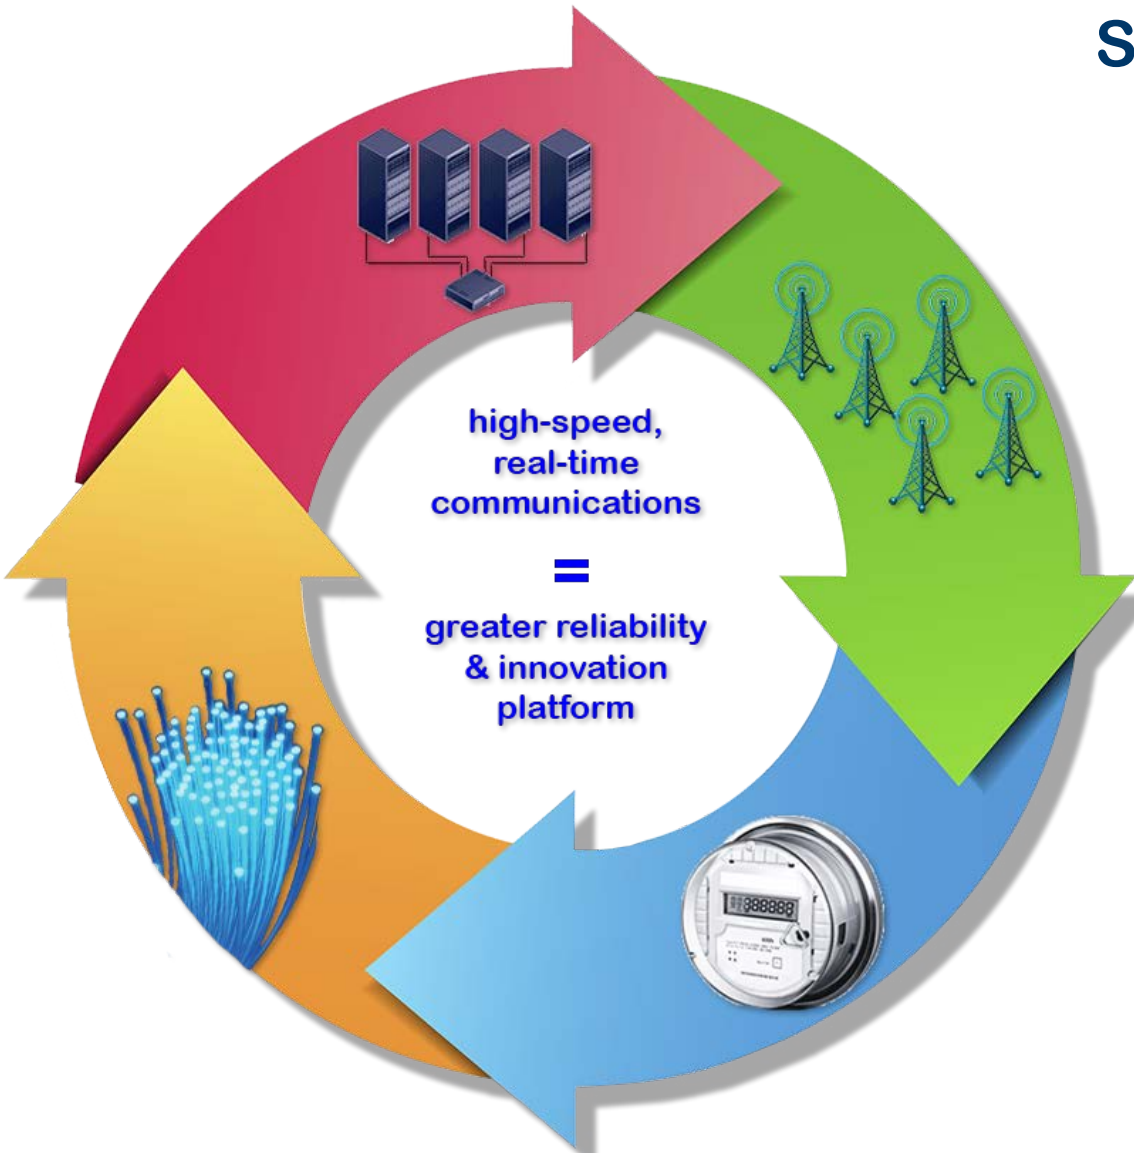 S
high-speed,
real-time
communications
=
greater reliability
& innovation
platform